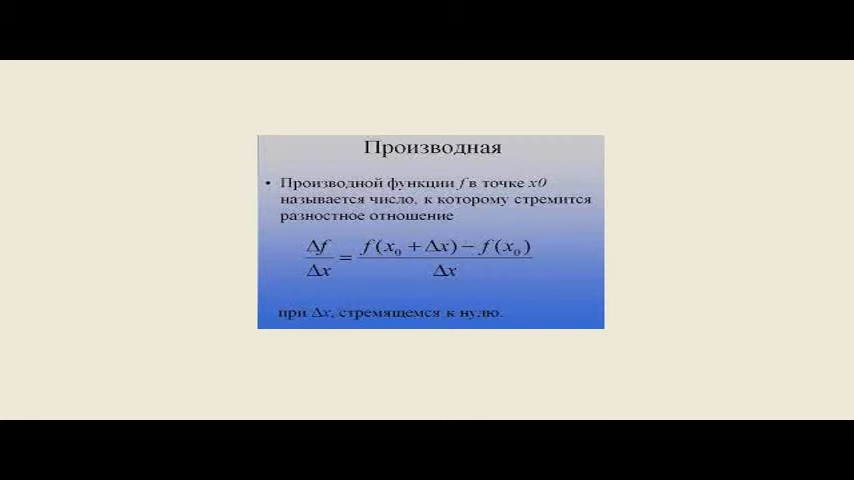 Производная
• Производной функции f в точке x0
называется число, к которому стремится
разностное отношение
Δf/Δx = (f(x₀ + Δx) − f(x₀))/Δx
при Δx, стремящемся к нулю.